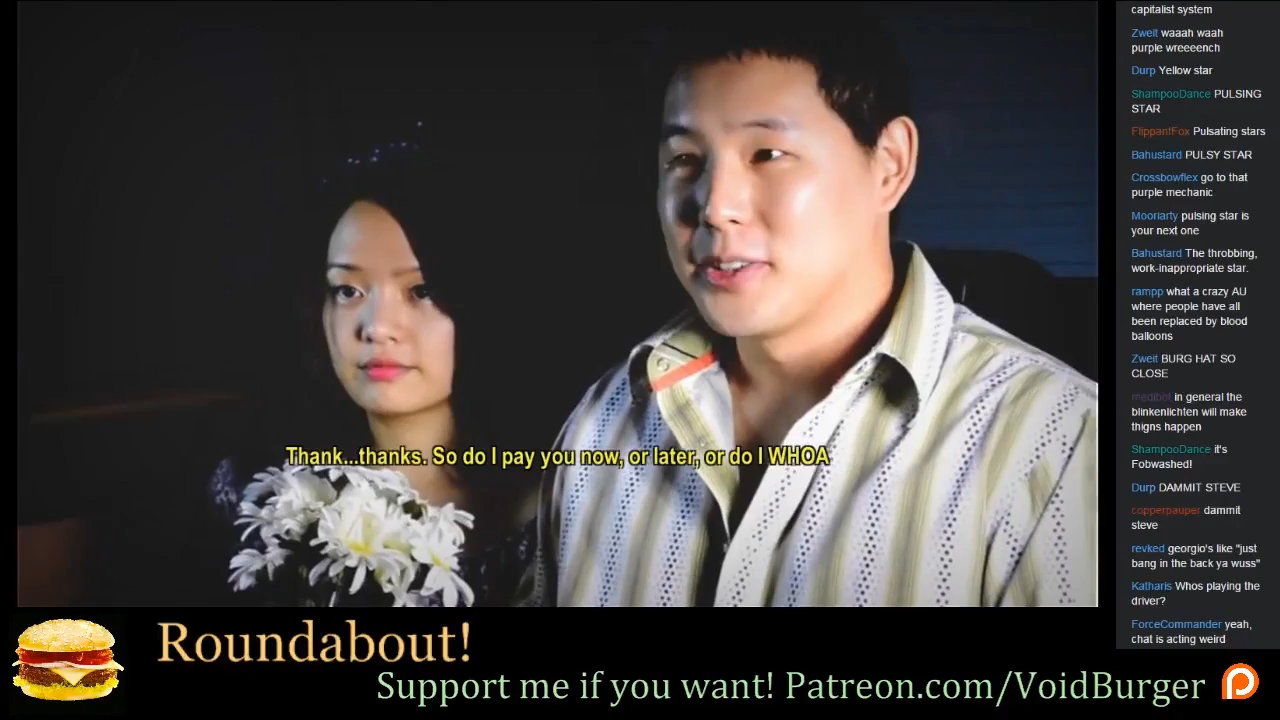 Thank...thanks. So do I pay you now, or later, or do I WHOA
capitalist system
Zweit waaah waah
purple wreeeench
Durp Yellow star
ShampooDance PULSING
STAR
FlippantFox Pulsating stars
Bahustard PULSY STAR
Crossbowflex go to that
purple mechanic
Mooriarty pulsing star is
your next one
Bahustard The throbbing,
work-inappropriate star.
rampp what a crazy AU
where people have all
been replaced by blood
balloons
Zweit BURG HAT SO
CLOSE
medibot in general the
blinkenlichten will make
thigns happen
ShampooDance it's
Fobwashed!
Durp DAMMIT STEVE
copperpauper dammit
steve
revked georgio's like "just
bang in the back ya wuss"
Katharis Whos playing the
driver?
ForceCommander yeah,
chat is acting weird
Roundabout!
Support me if you want! Patreon.com/VoidBurger